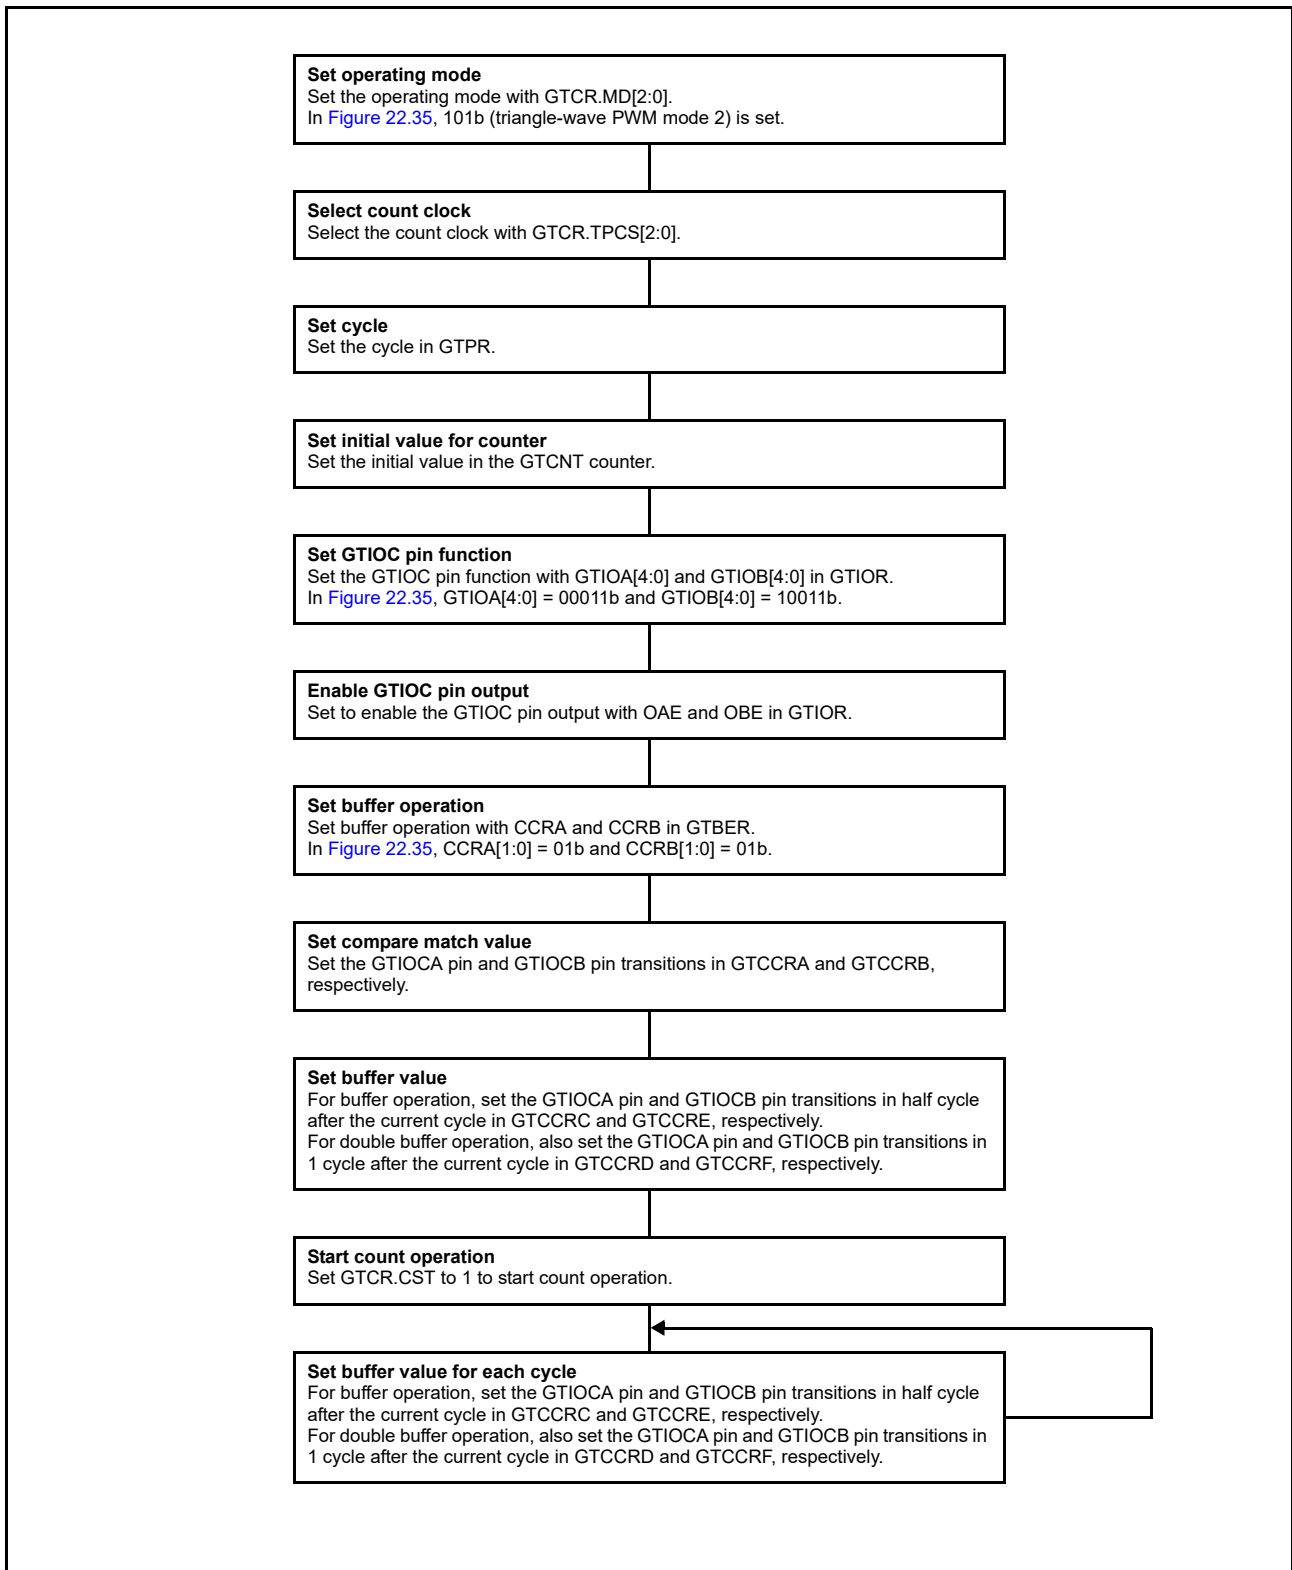 Set operating mode
Set the operating mode with GTCR.MD[2:0].
In Figure 22.35, 101b (triangle-wave PWM mode 2) is set.
Select count clock
Select the count clock with GTCR.TPCS[2:0].
Set cycle
Set the cycle in GTPR.
Set initial value for counter
Set the initial value in the GTCNT counter.
Set GTIOC pin function
Set the GTIOC pin function with GTIOA[4:0] and GTIOB[4:0] in GTIOR.
In Figure 22.35, GTIOA[4:0] = 00011b and GTIOB[4:0] = 10011b.
Enable GTIOC pin output
Set to enable the GTIOC pin output with OAE and OBE in GTIOR.
Set buffer operation
Set buffer operation with CCRA and CCRB in GTBER.
In Figure 22.35, CCRA[1:0] = 01b and CCRB[1:0] = 01b.
Set compare match value
Set the GTIOCA pin and GTIOCB pin transitions in GTCCRA and GTCCRB,
respectively.
Set buffer value
For buffer operation, set the GTIOCA pin and GTIOCB pin transitions in half cycle
after the current cycle in GTCCRC and GTCCRE, respectively.
For double buffer operation, also set the GTIOCA pin and GTIOCB pin transitions in
1 cycle after the current cycle in GTCCRD and GTCCRF, respectively.
Start count operation
Set GTCR.CST to 1 to start count operation.
Set buffer value for each cycle
For buffer operation, set the GTIOCA pin and GTIOCB pin transitions in half cycle
after the current cycle in GTCCRC and GTCCRE, respectively.
For double buffer operation, also set the GTIOCA pin and GTIOCB pin transitions in
1 cycle after the current cycle in GTCCRD and GTCCRF, respectively.